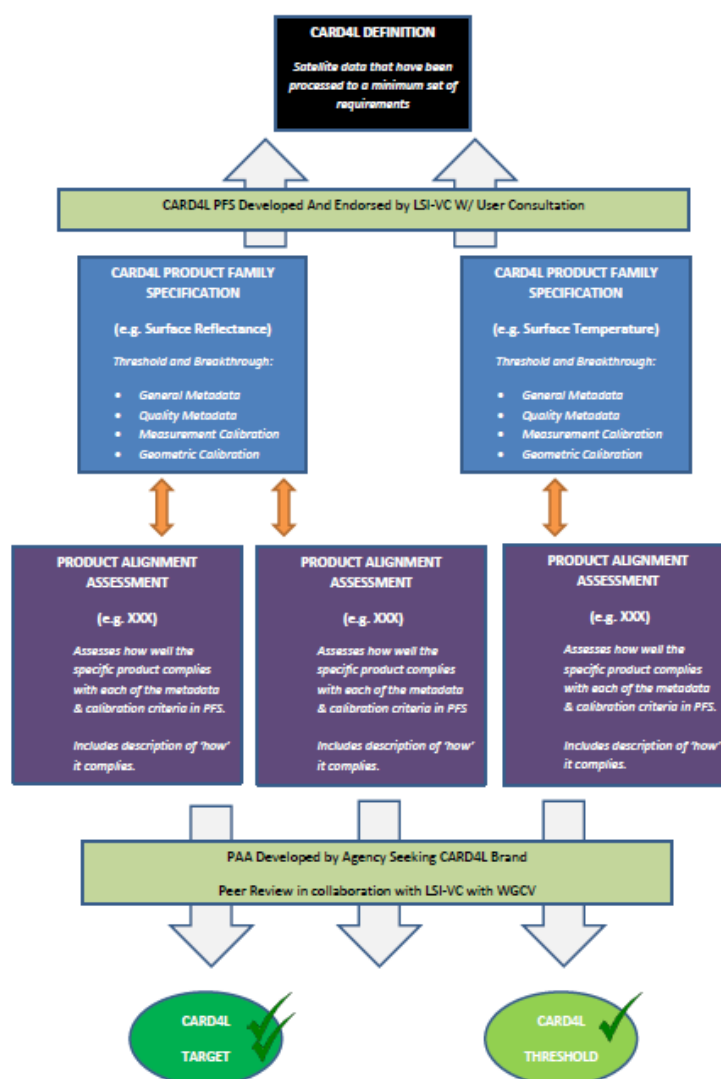 CARD4L DEFINITION
Satellite data that have been
processed to a minimum set of
requirements
CARD4L PFS Developed And Endorsed by LSI-VC W/ User Consultation
CARD4L PRODUCT FAMILY
SPECIFICATION
(e.g. Surface Reflectance)
Threshold and Breakthrough:
• General Metadata
• Quality Metadata
• Measurement Calibration
• Geometric Calibration
CARD4L PRODUCT FAMILY
SPECIFICATION
(e.g. Surface Temperature)
Threshold and Breakthrough:
• General Metadata
• Quality Metadata
• Measurement Calibration
• Geometric Calibration
PRODUCT ALIGNMENT
ASSESSMENT
(e.g. XXX)
Assesses how well the
specific product complies
with each of the metadata
& calibration criteria in PFS.
Includes description of 'how'
it complies.
PRODUCT ALIGNMENT
ASSESSMENT
(e.g. XXX)
Assesses how well the
specific product complies
with each of the metadata
& calibration criteria in PFS
Includes description of 'how'
it complies.
PRODUCT ALIGNMENT
ASSESSMENT
(e.g. XXX)
Assesses how well the
specific product complies
with each of the metadata
& calibration criteria in PFS.
Includes description of 'how'
it complies.
PAA Developed by Agency Seeking CARD4L Brand
Peer Review in collaboration with LSI-VC with WGCV
CARD4L
TARGET
CARD4L
THRESHOLD